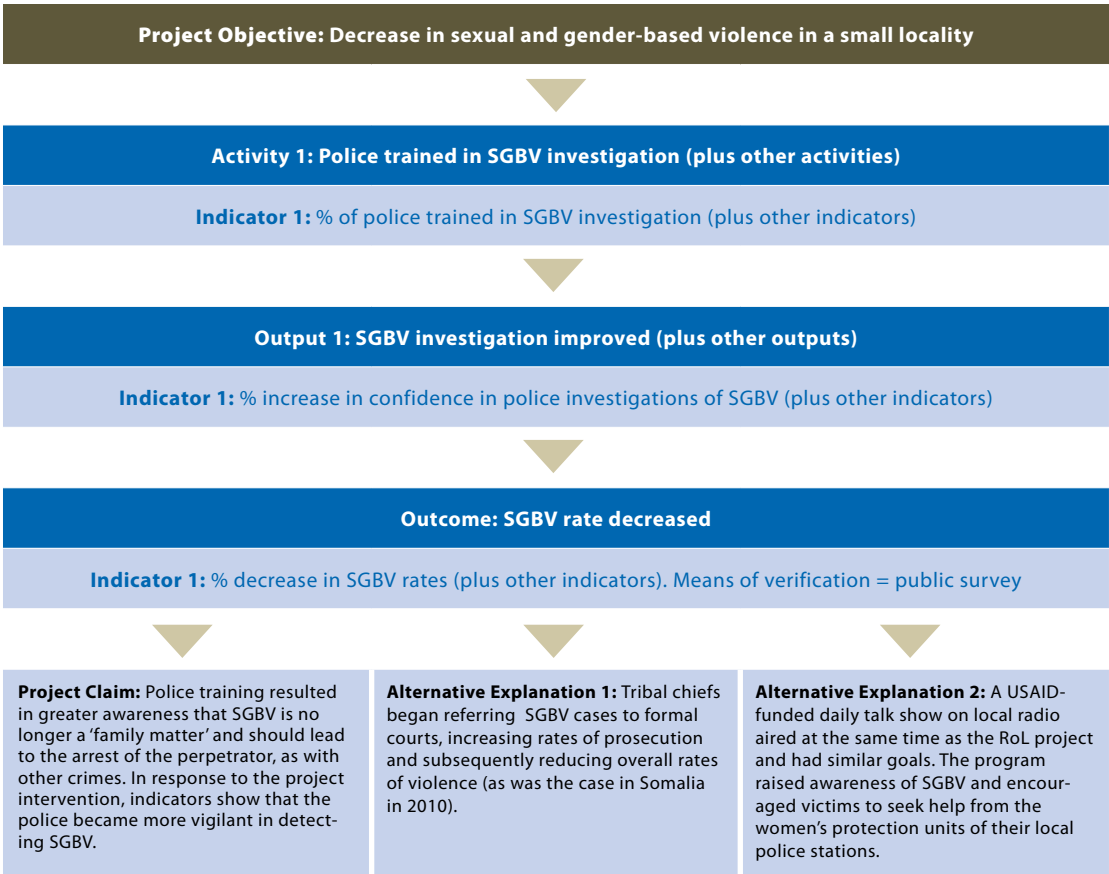 Project Objective: Decrease in sexual and gender-based violence in a small locality
Activity 1: Police trained in SGBV investigation (plus other activities)
Indicator 1: % of police trained in SGBV investigation (plus other indicators)
Output 1: SGBV investigation improved (plus other outputs)
Indicator 1: % increase in confidence in police investigations of SGBV (plus other indicators)
Outcome: SGBV rate decreased
Indicator 1: % decrease in SGBV rates (plus other indicators). Means of verification = public survey
Project Claim: Police training resulted
in greater awareness that SGBV is no
longer a ‘family matter’ and should lead
to the arrest of the perpetrator, as with
other crimes. In response to the project
intervention, indicators show that the
police became more vigilant in detect-
ing SGBV.
Alternative Explanation 1: Tribal chiefs
began referring SGBV cases to formal
courts, increasing rates of prosecution
and subsequently reducing overall rates
of violence (as was the case in Somalia
in 2010).
Alternative Explanation 2: A USAID-
funded daily talk show on local radio
aired at the same time as the RoL project
and had similar goals. The program
raised awareness of SGBV and encour-
aged victims to seek help from the
women’s protection units of their local
police stations.